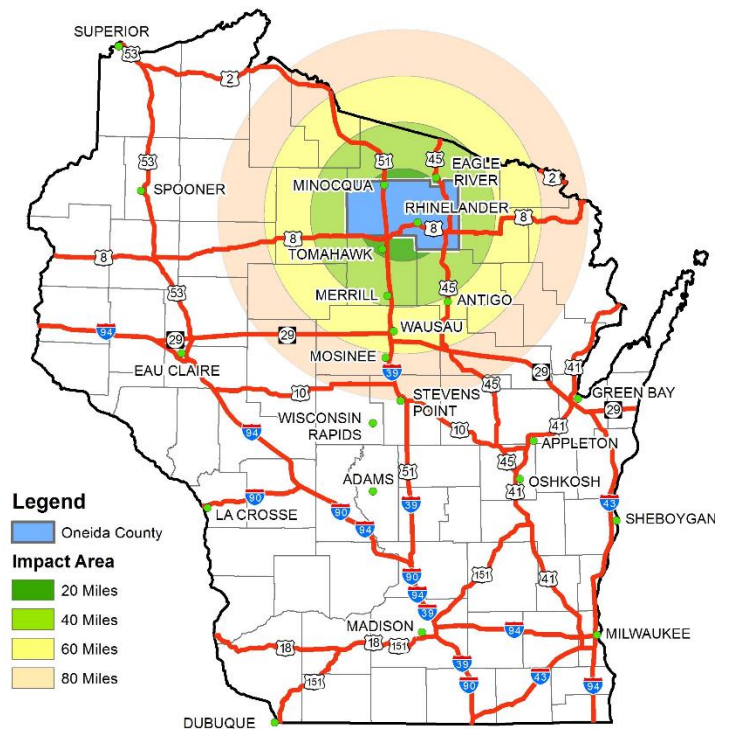 SUPERIOR
53
2
51
45
EAGLE
RIVER
2
53
SPOONER
MINOCQUA
RHINELANDER
8
8
8
8
TOMAHAWK
53
MERRILL
45
ANTIGO
94
29
29
WAUSAU
EAU CLAIRE
MOSINEE
39
29
41
10
45
GREEN BAY
29
STEVENS
POINT
WISCONSIN
RAPIDS
10
41
APPLETON
94
45
OSHKOSH
41
ADAMS
51
39
43
90
LA CROSSE
90
94
SHEBOYGAN
Legend
Oneida County
Impact Area
20 Miles
40 Miles
60 Miles
80 Miles
90
94
39
151
41
MADISON
94
MILWAUKEE
18
18
151
39
90
43
94
151
DUBUQUE